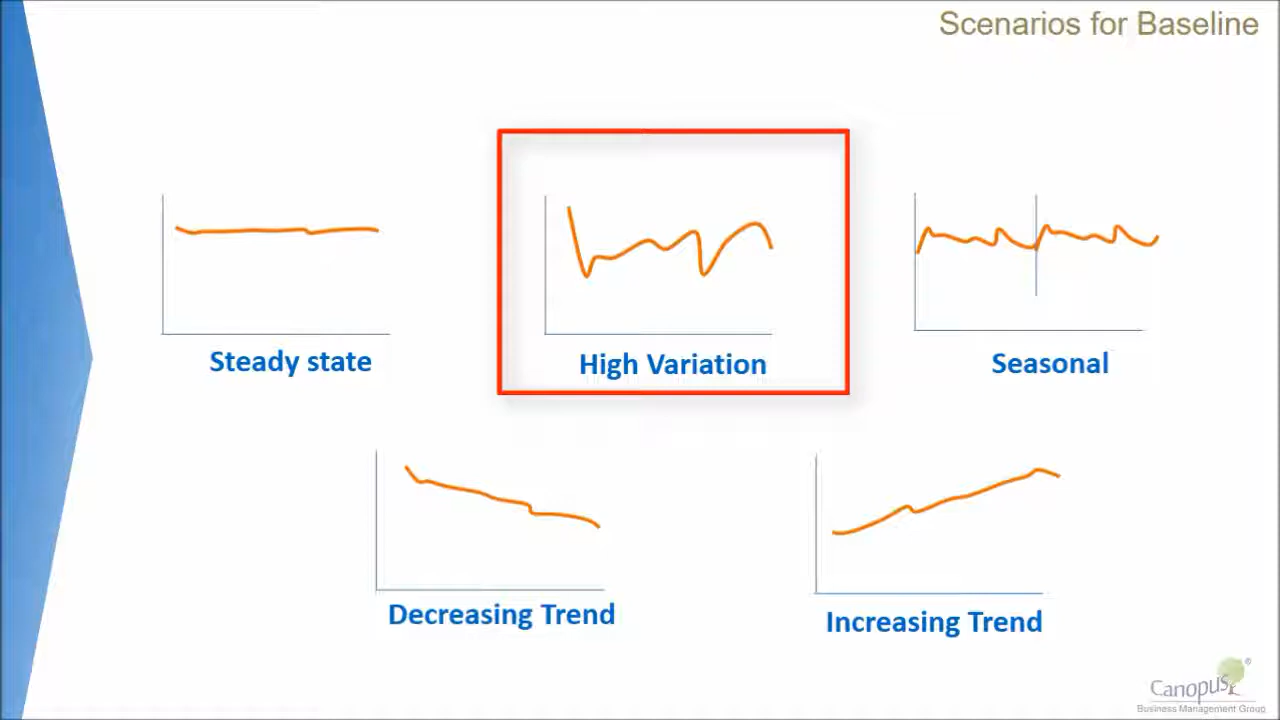 Scenarios for Baseline
Steady state
High Variation
Seasonal
Decreasing Trend
Increasing Trend
Canopus®
Business Management Group